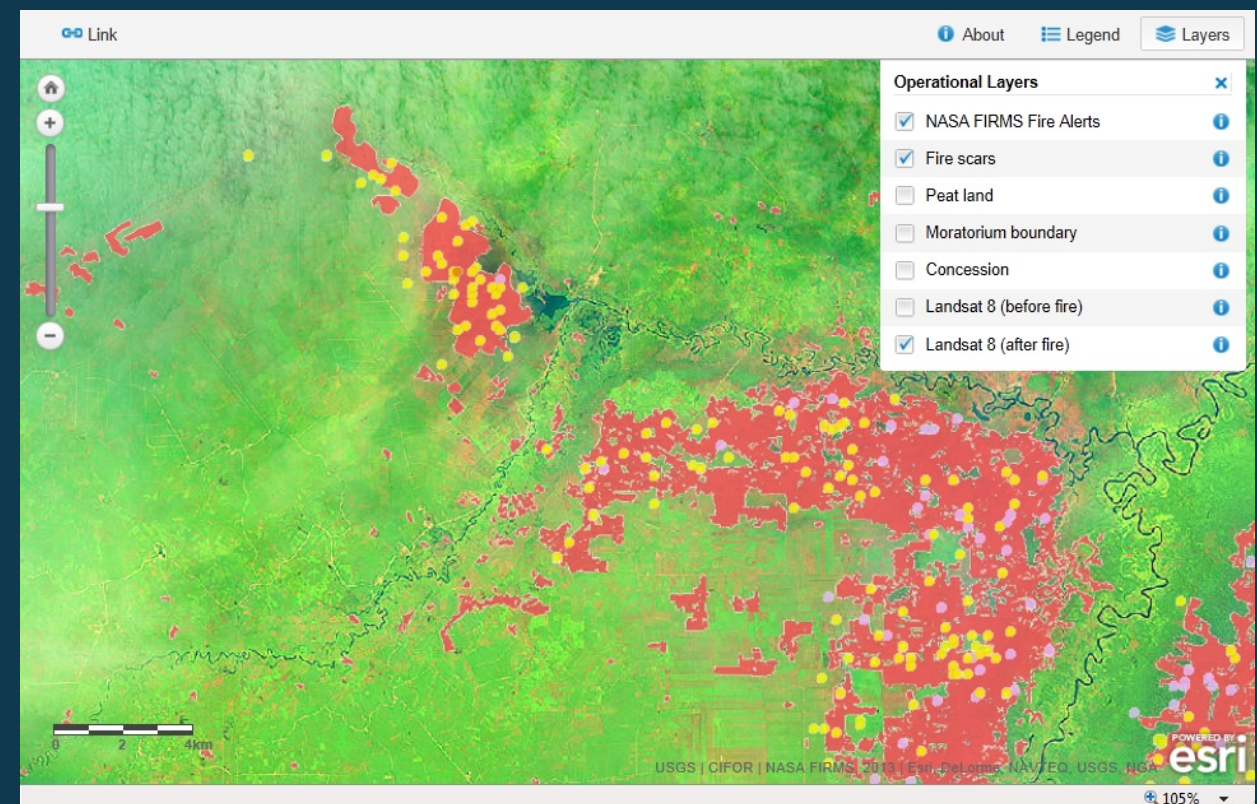 Link
About
Legend
Layers
Operational Layers
NASA FIRMS Fire Alerts
Fire scars
Peat land
Moratorium boundary
Concession
Landsat 8 (before fire)
Landsat 8 (after fire)
0 2 4km
POWERED BY
esri
USGS | CIFOR | NASA FIRMS, 2013 | Esri, DeLorme, NAVTEQ, USGS, NGA
105%